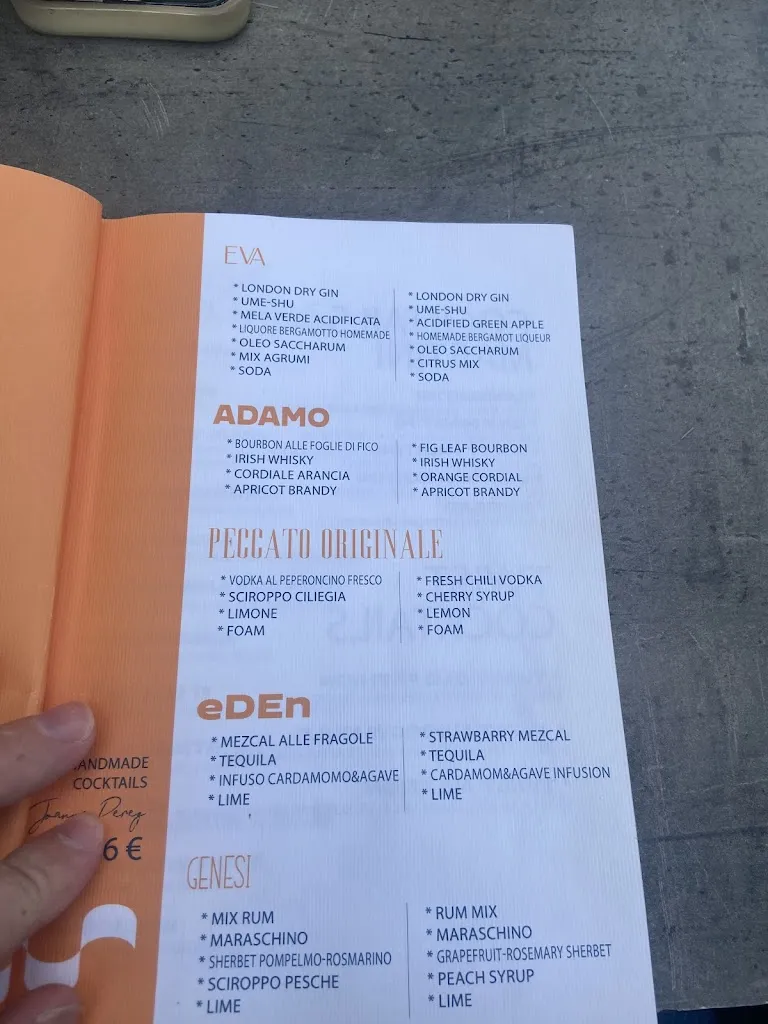 EVA
* LONDON DRY GIN
* UME-SHU
* MELA VERDE ACIDIFICATA
* LIQUORE BERGAMOTTO HOMEMADE
* OLEO SACCHARUM
* MIX AGRUMI
* SODA
* LONDON DRY GIN
* UME-SHU
* ACIDIFIED GREEN APPLE
* HOMEMADE BERGAMOT LIQUEUR
* OLEO SACCHARUM
* CITRUS MIX
* SODA
ADAMO
* BOURBON ALLE FOGLIE DI FICO
* IRISH WHISKY
* CORDIALE ARANCIA
* APRICOT BRANDY
* FIG LEAF BOURBON
* IRISH WHISKY
* ORANGE CORDIAL
* APRICOT BRANDY
PECCATO ORIGINALE
* VODKA AL PEPERONCINO FRESCO
* SCIROPPO CILIEGIA
* LIMONE
* FOAM
* FRESH CHILI VODKA
* CHERRY SYRUP
* LEMON
* FOAM
eDEn
* MEZCAL ALLE FRAGOLE
* TEQUILA
* INFUSO CARDAMOMO&AGAVE
* LIME
* STRAWBARRY MEZCAL
* TEQUILA
* CARDAMOM&AGAVE INFUSION
* LIME
GENESI
* MIX RUM
* MARASCHINO
* SHERBET POMPELMO-ROSMARINO
* SCIROPPO PESCHE
* LIME
* RUM MIX
* MARASCHINO
* GRAPEFRUIT-ROSEMARY SHERBET
* PEACH SYRUP
* LIME
ANDMADE
COCKTAILS
Perez
6 €